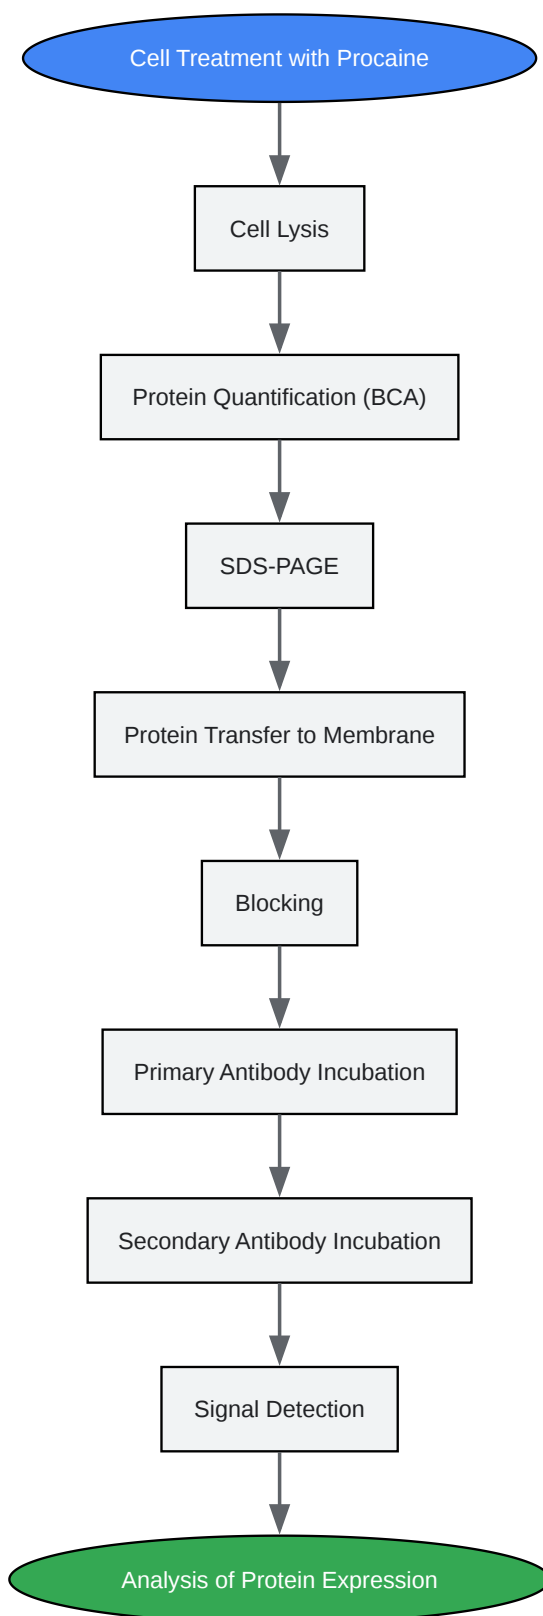 Cell Treatment with Procaine
Cell Lysis
Protein Quantification (BCA)
SDS-PAGE
Protein Transfer to Membrane
Blocking
Primary Antibody Incubation
Secondary Antibody Incubation
Signal Detection
Analysis of Protein Expression